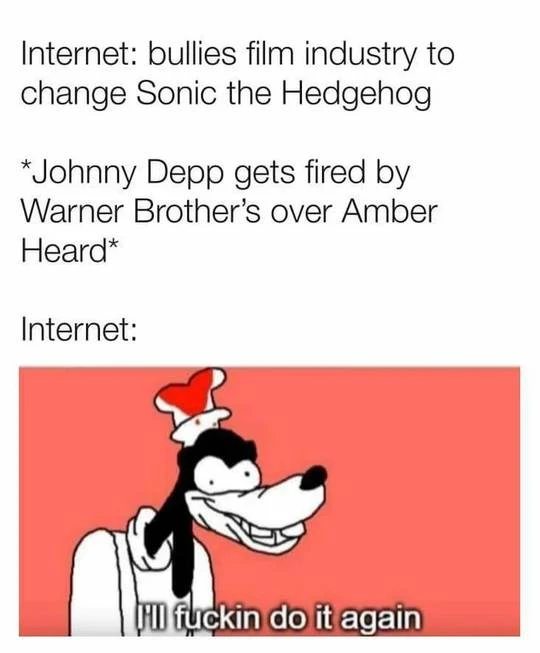 Internet: bullies film industry to
change Sonic the Hedgehog
*Johnny Depp gets fired by
Warner Brother's over Amber
Heard*
Internet:
I'll fuckin do it again